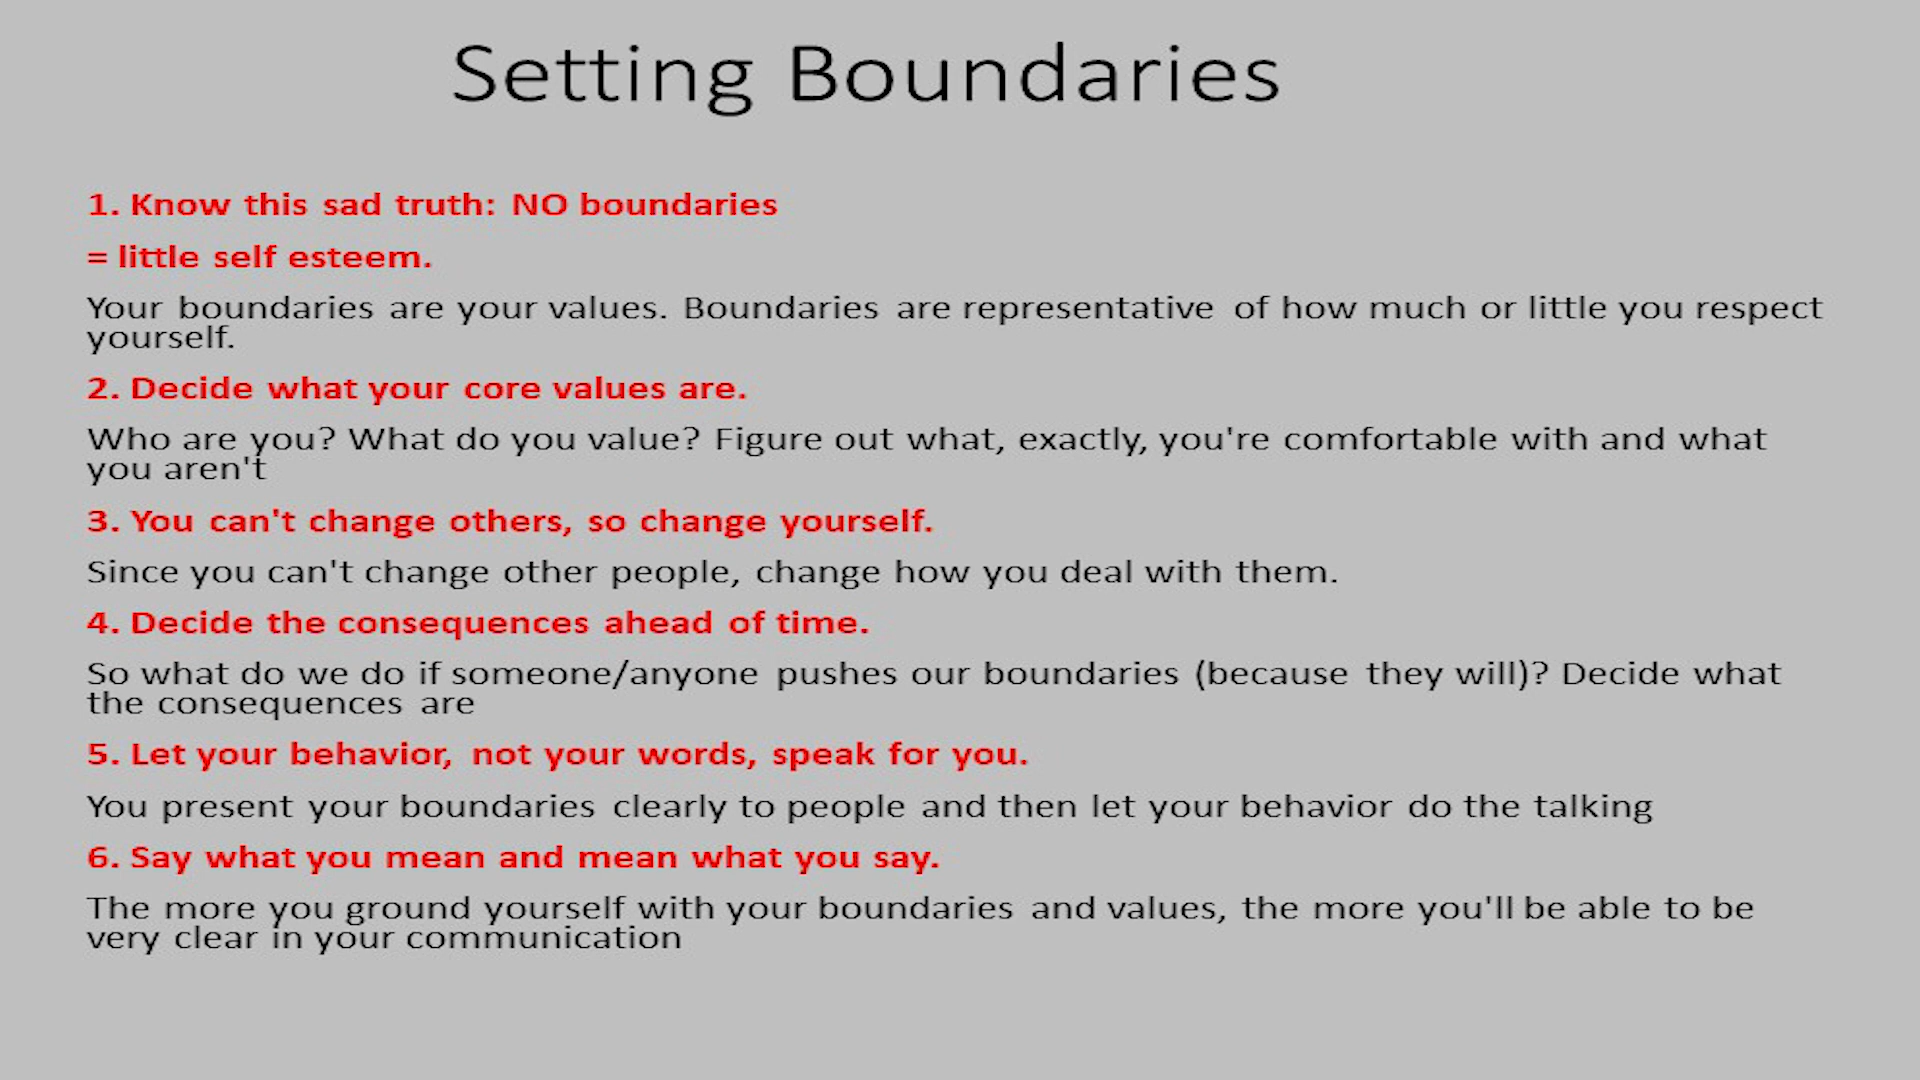 Setting Boundaries
1. Know this sad truth: NO boundaries
= little self esteem.
Your boundaries are your values. Boundaries are representative of how much or little you respect
yourself.
2. Decide what your core values are.
Who are you? What do you value? Figure out what, exactly, you're comfortable with and what
you aren't
3. You can't change others, so change yourself.
Since you can't change other people, change how you deal with them.
4. Decide the consequences ahead of time.
So what do we do if someone/anyone pushes our boundaries (because they will)? Decide what
the consequences are
5. Let your behavior, not your words, speak for you.
You present your boundaries clearly to people and then let your behavior do the talking
6. Say what you mean and mean what you say.
The more you ground yourself with your boundaries and values, the more you'll be able to be
very clear in your communication